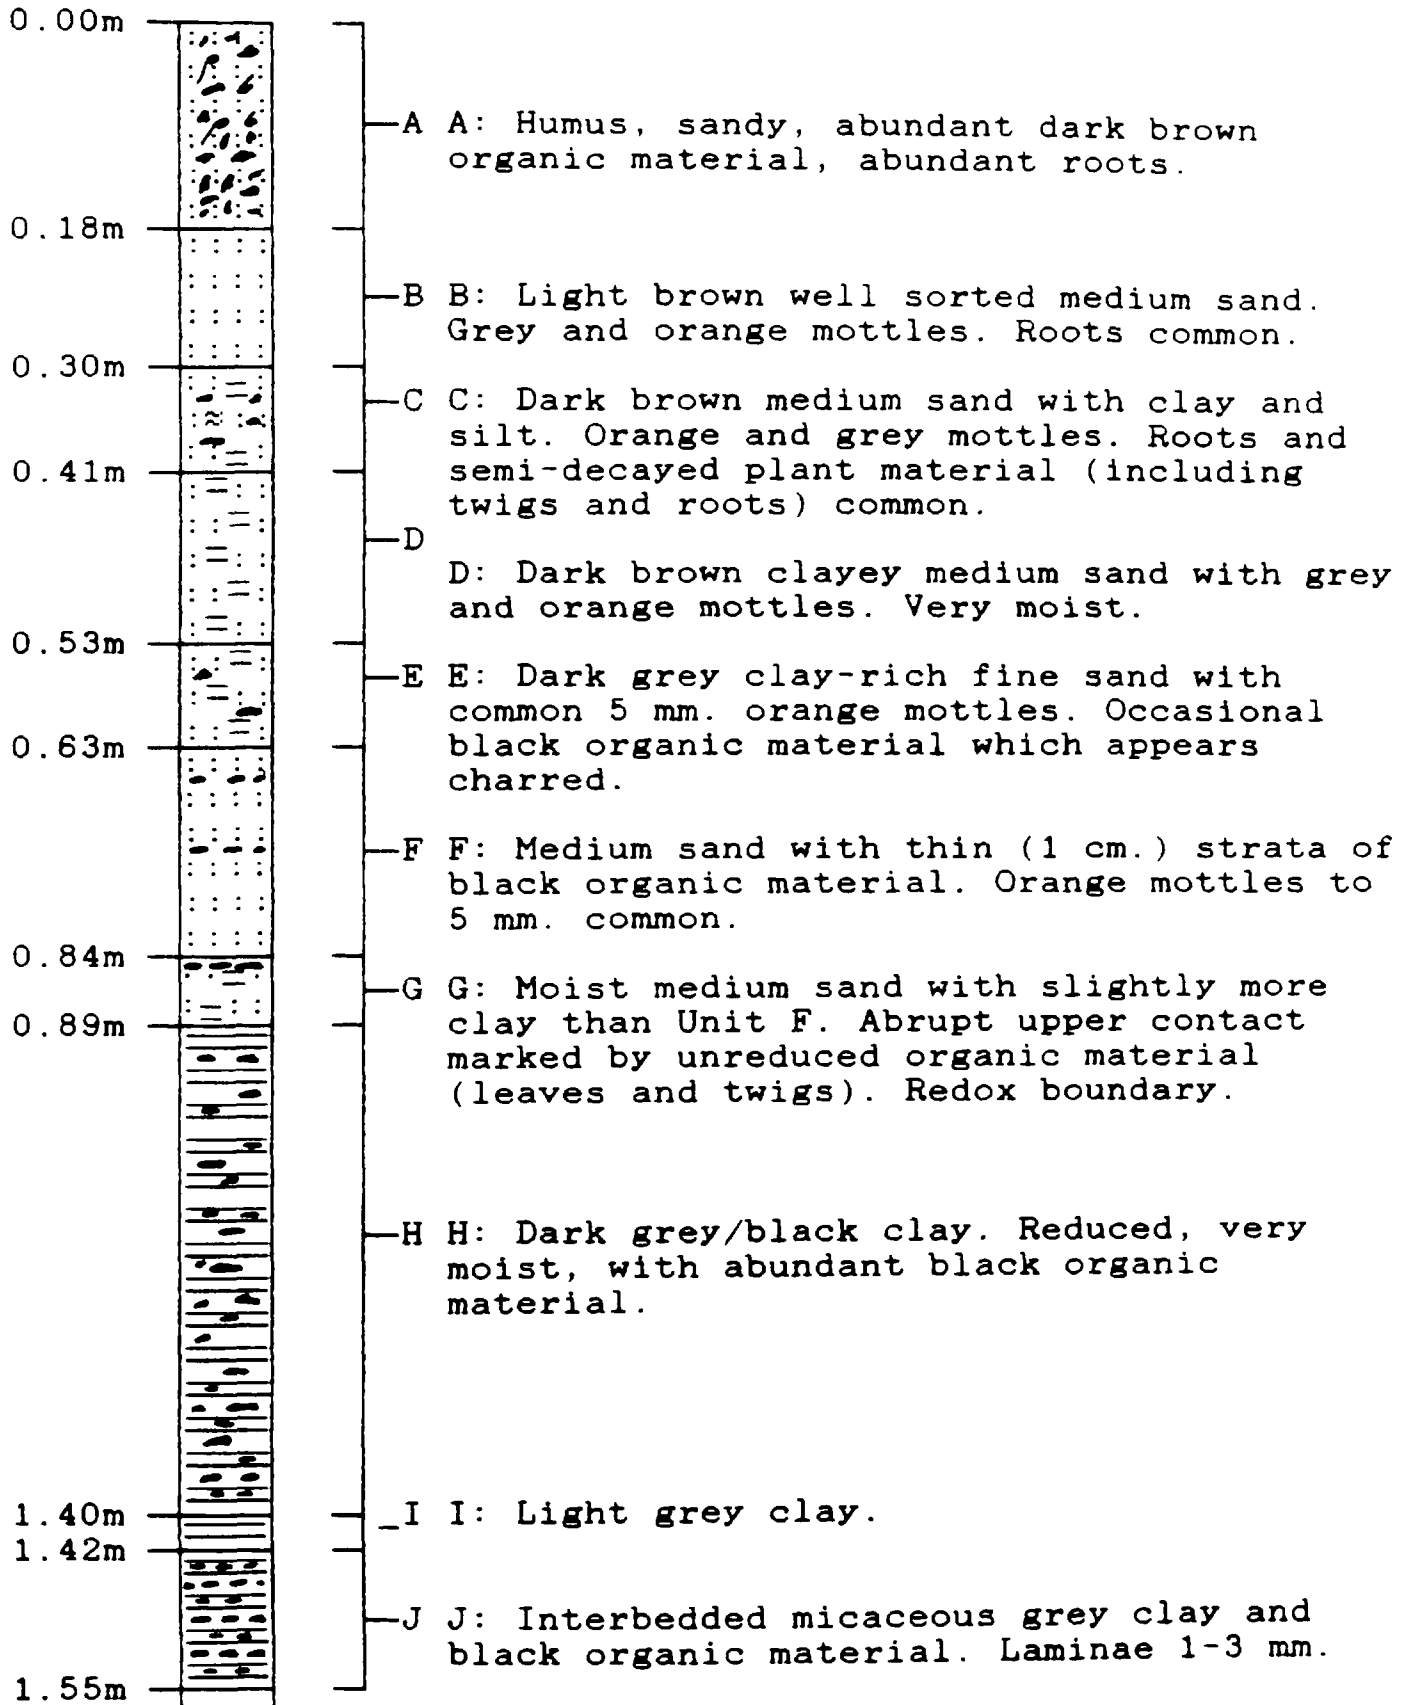 0.00m
A A: Humus, sandy, abundant dark brown
organic material, abundant roots.
0.18m
B B: Light brown well sorted medium sand.
Grey and orange mottles. Roots common.
0.30m
C C: Dark brown medium sand with clay and
silt. Orange and grey mottles. Roots and
0.41m semi-decayed plant material (including
twigs and roots) common.
D
D: Dark brown clayey medium sand with grey
and orange mottles. Very moist.
0.53m
E E: Dark grey clay-rich fine sand with
common 5 mm. orange mottles. Occasional
0.63m black organic material which appears
charred.
F F: Medium sand with thin (1 cm.) strata of
black organic material. Orange mottles to
5 mm. common.
0.84m
G G: Moist medium sand with slightly more
0.89m clay than Unit F. Abrupt upper contact
marked by unreduced organic material
(leaves and twigs). Redox boundary.
H H: Dark grey/black clay. Reduced, very
moist, with abundant black organic
material.
1.40m I I: Light grey clay.
1.42m
J J: Interbedded micaceous grey clay and
black organic material. Laminae 1-3 mm.
1.55m